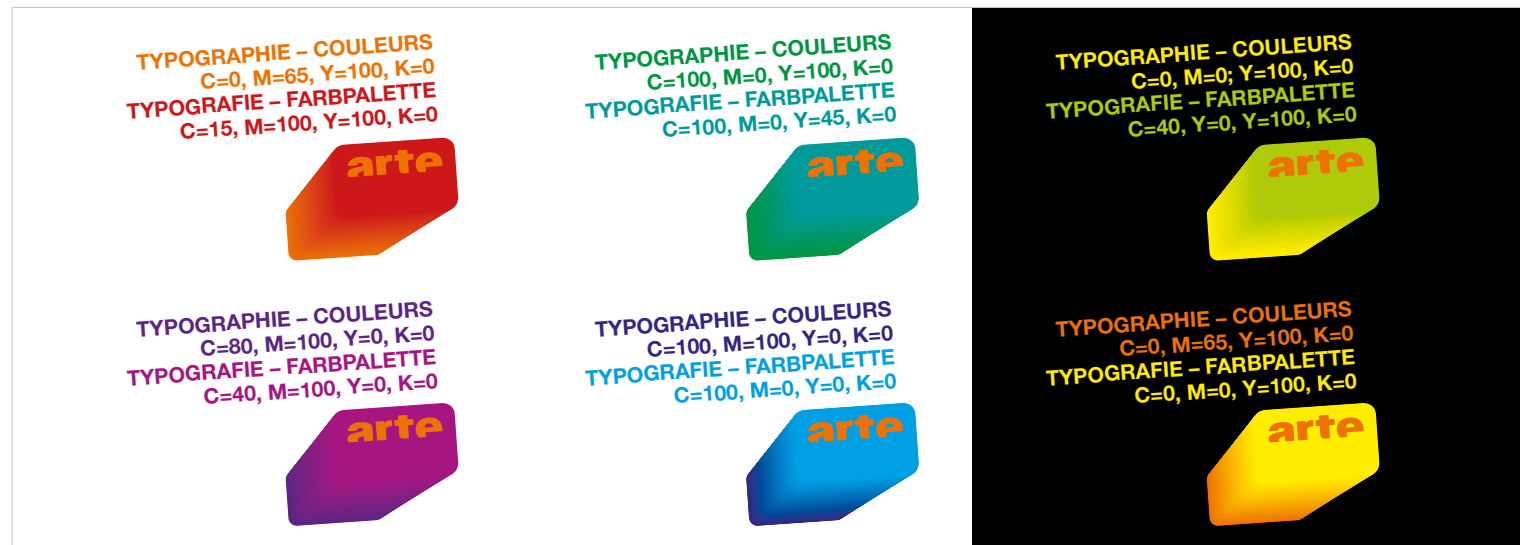 TYPOGRAPHIE – COULEURS
C=0, M=65, Y=100, K=0
TYPOGRAFIE – FARBPALETTE
C=15, M=100, Y=100, K=0
arte
TYPOGRAPHIE – COULEURS
C=100, M=0, Y=100, K=0
TYPOGRAFIE – FARBPALETTE
C=100, M=0, Y=45, K=0
arte
TYPOGRAPHIE – COULEURS
C=0, M=0; Y=100, K=0
TYPOGRAFIE – FARBPALETTE
C=40, Y=0, Y=100, K=0
arte
TYPOGRAPHIE – COULEURS
C=80, M=100, Y=0, K=0
TYPOGRAFIE – FARBPALETTE
C=40, M=100, Y=0, K=0
arte
TYPOGRAPHIE – COULEURS
C=100, M=100, Y=0, K=0
TYPOGRAFIE – FARBPALETTE
C=100, M=0, Y=0, K=0
arte
TYPOGRAPHIE – COULEURS
C=0, M=65, Y=100, K=0
TYPOGRAFIE – FARBPALETTE
C=0, M=0, Y=100, K=0
arte